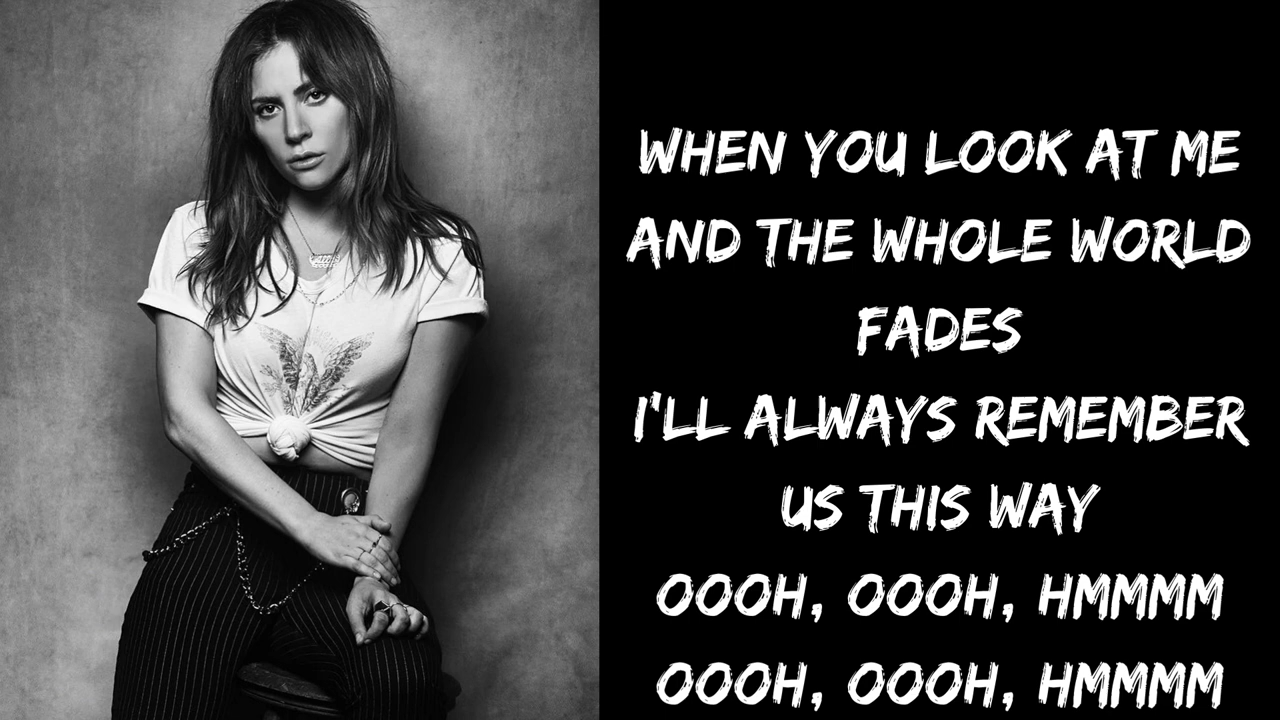 WHEN YOU LOOK AT ME
AND THE WHOLE WORLD
FADES
I'LL ALWAYS REMEMBER
US THIS WAY
OOOH, OOOH, HMMMM
OOOH, OOOH, HMMMM